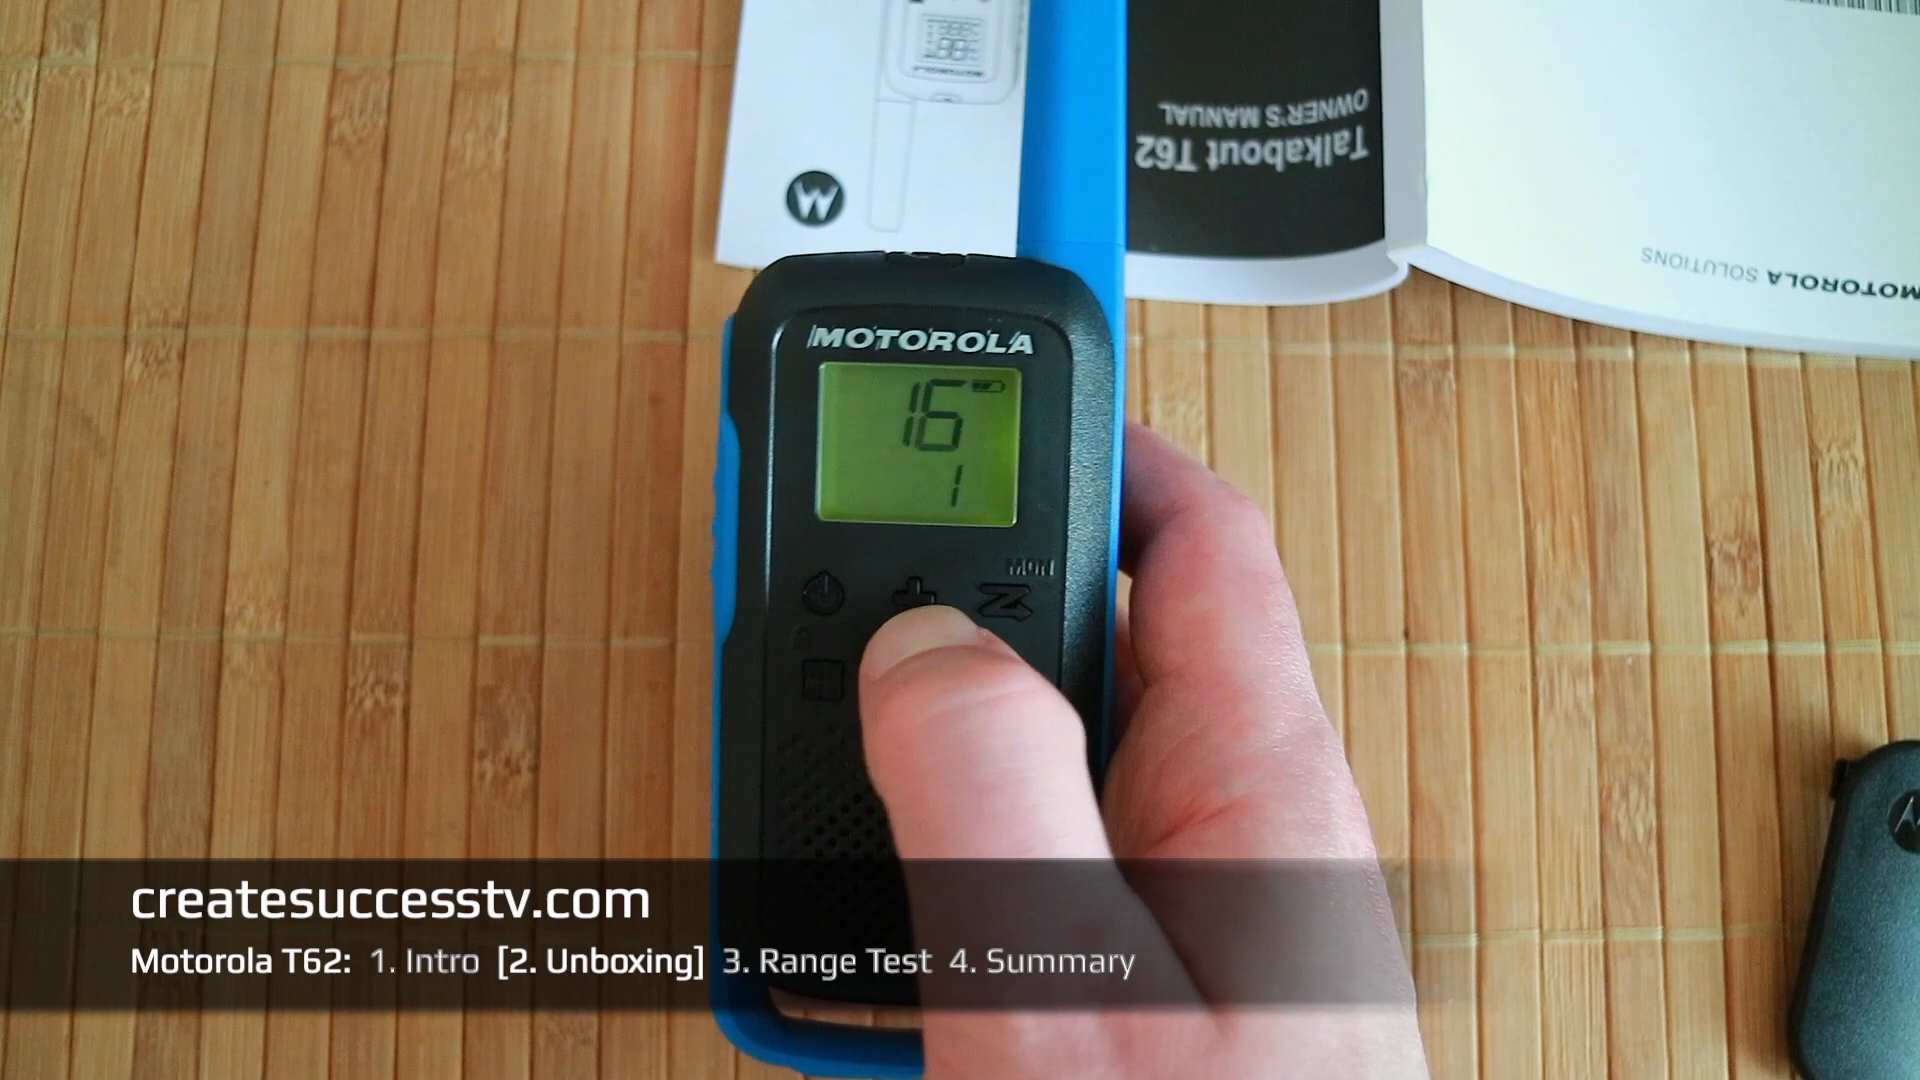 Talkabout T62
OWNER'S MANUAL
MOTOROLA SOLUTIONS
MOTOROLA
MOTOROLA
16
1
MON
createsuccesstv.com
Motorola T62: 1. Intro [2. Unboxing] 3. Range Test 4. Summary